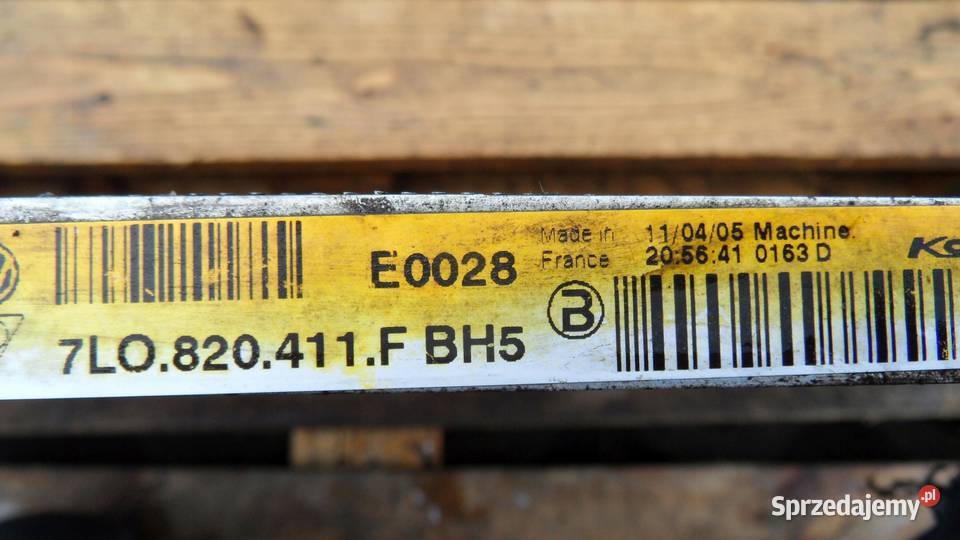 E0028
Made in
France
11/04/05 Machine
20:56:41 0163 D
7LO.820.411.F BH5
B
Sprzedajemy.pl